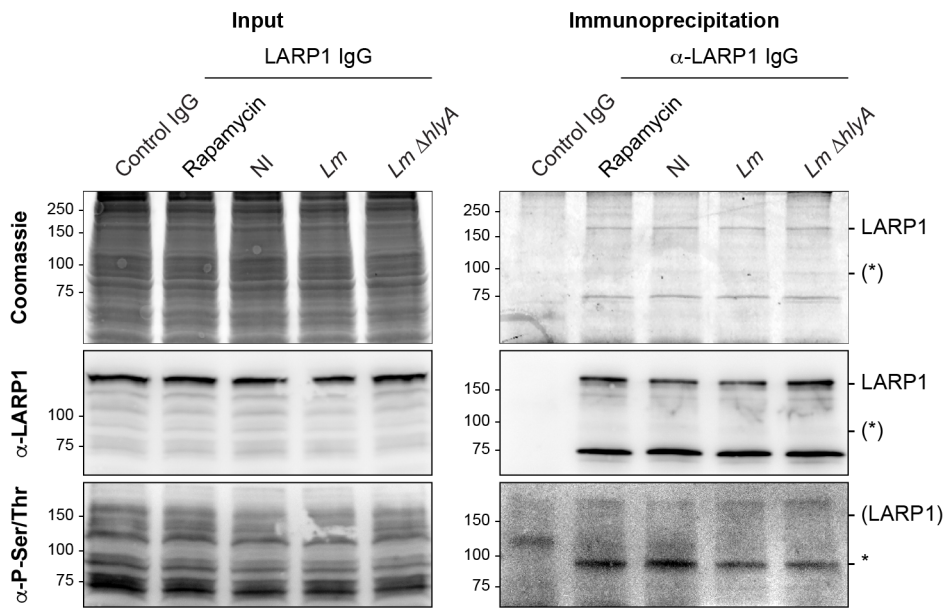 Input
Immunoprecipitation
LARP1 IgG
α-LARP1 IgG
Control IgG
Rapamycin
NI
Lm
Lm ΔhlyA
Control IgG
Rapamycin
NI
Lm
Lm ΔhlyA
Coomassie
250
150
100
75
250
150
100
75
LARP1
(*)
α-LARP1
100
75
150
100
75
LARP1
(*)
α-P-Ser/Thr
150
100
75
150
100
75
(LARP1)
*